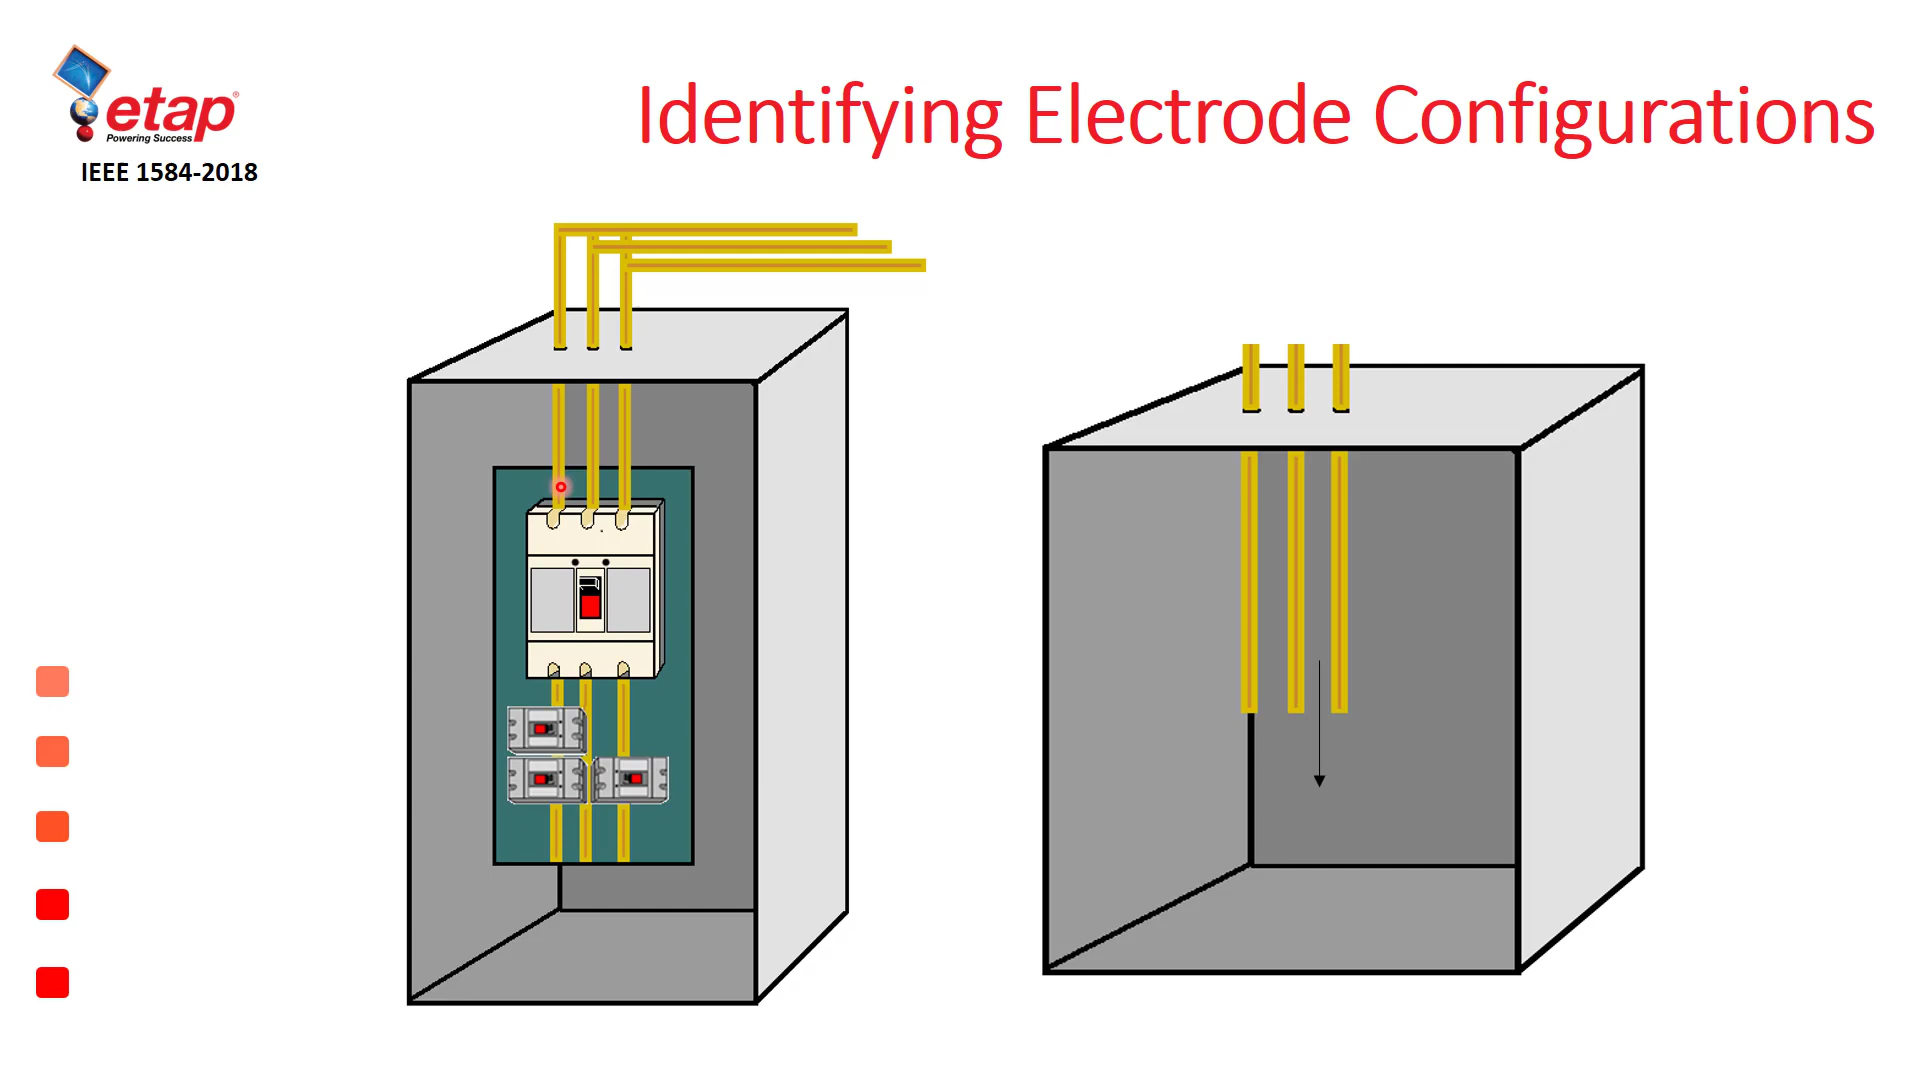 etap®
Powering Success
IEEE 1584-2018
Identifying Electrode Configurations